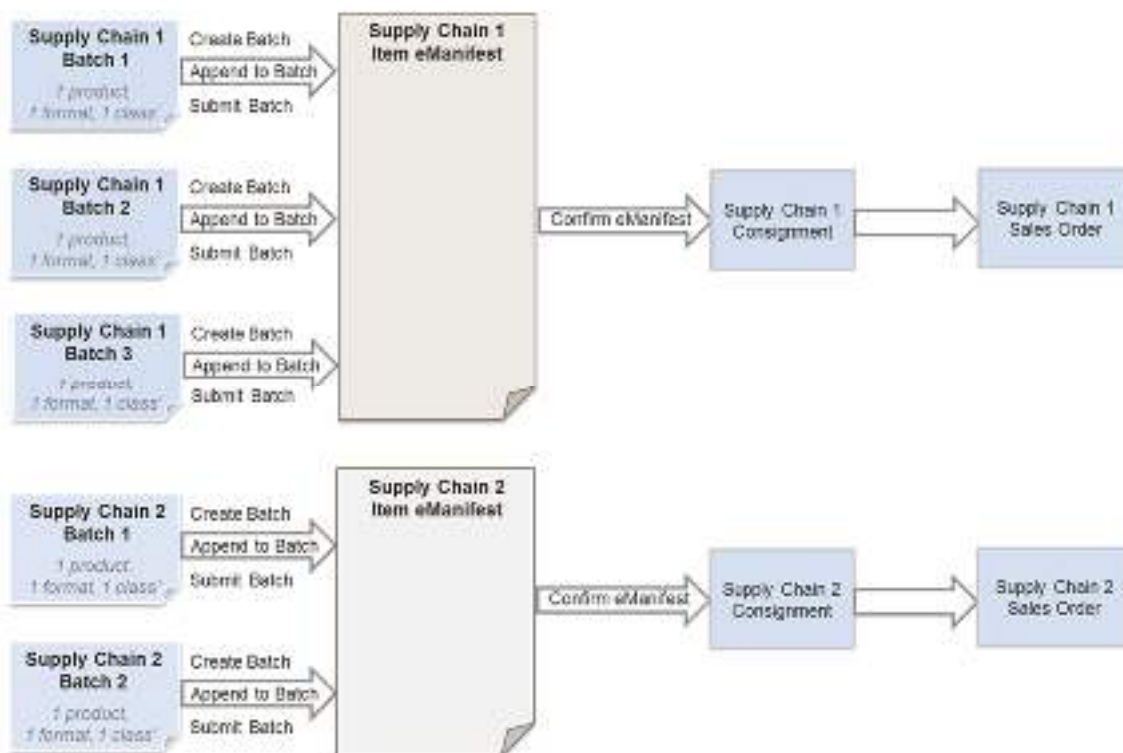 Supply Chain 1
Batch 1
1 product,
1 format, 1 class'
Create Batch
Append to Batch
Submit Batch
Supply Chain 1
Item eManifest
Supply Chain 1
Batch 2
1 product,
1 format, 1 class'
Create Batch
Append to Batch
Submit Batch
Confirm eManifest
Supply Chain 1
Consignment
Supply Chain 1
Sales Order
Supply Chain 1
Batch 3
1 product,
1 format, 1 class'
Create Batch
Append to Batch
Submit Batch
Supply Chain 2
Item eManifest
Supply Chain 2
Batch 1
1 product,
1 format, 1 class'
Create Batch
Append to Batch
Submit Batch
Confirm eManifest
Supply Chain 2
Consignment
Supply Chain 2
Sales Order
Supply Chain 2
Batch 2
1 product,
1 format, 1 class'
Create Batch
Append to Batch
Submit Batch